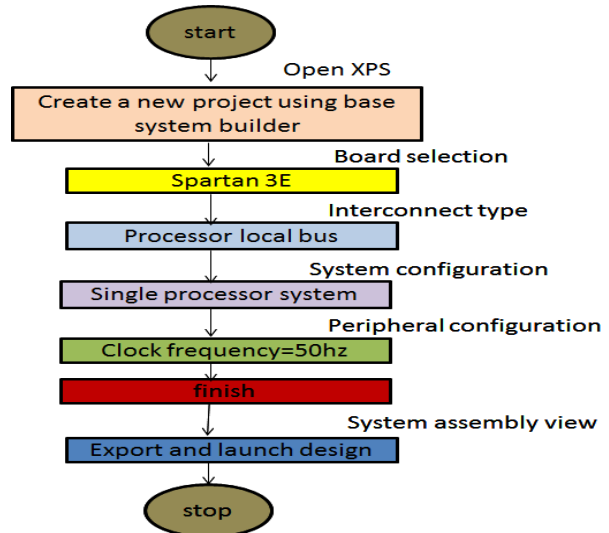 start
Open XPS
Create a new project using base
system builder
Board selection
Spartan 3E
Interconnect type
Processor local bus
System configuration
Single processor system
Peripheral configuration
Clock frequency=50hz
finish
System assembly view
Export and launch design
stop